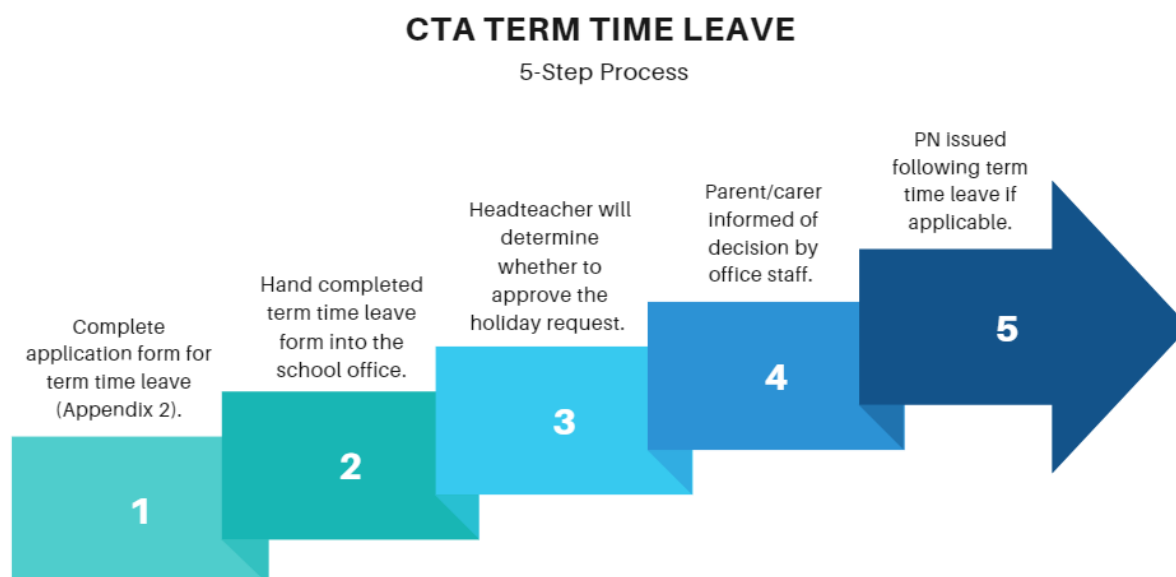 CTA TERM TIME LEAVE
5-Step Process
Complete
application form for
term time leave
(Appendix 2).
1
Hand completed
term time leave
form into the
school office.
2
Headteacher will
determine
whether to
approve the
holiday request.
3
Parent/carer
informed of
decision by
office staff.
4
PN issued
following term
time leave if
applicable.
5